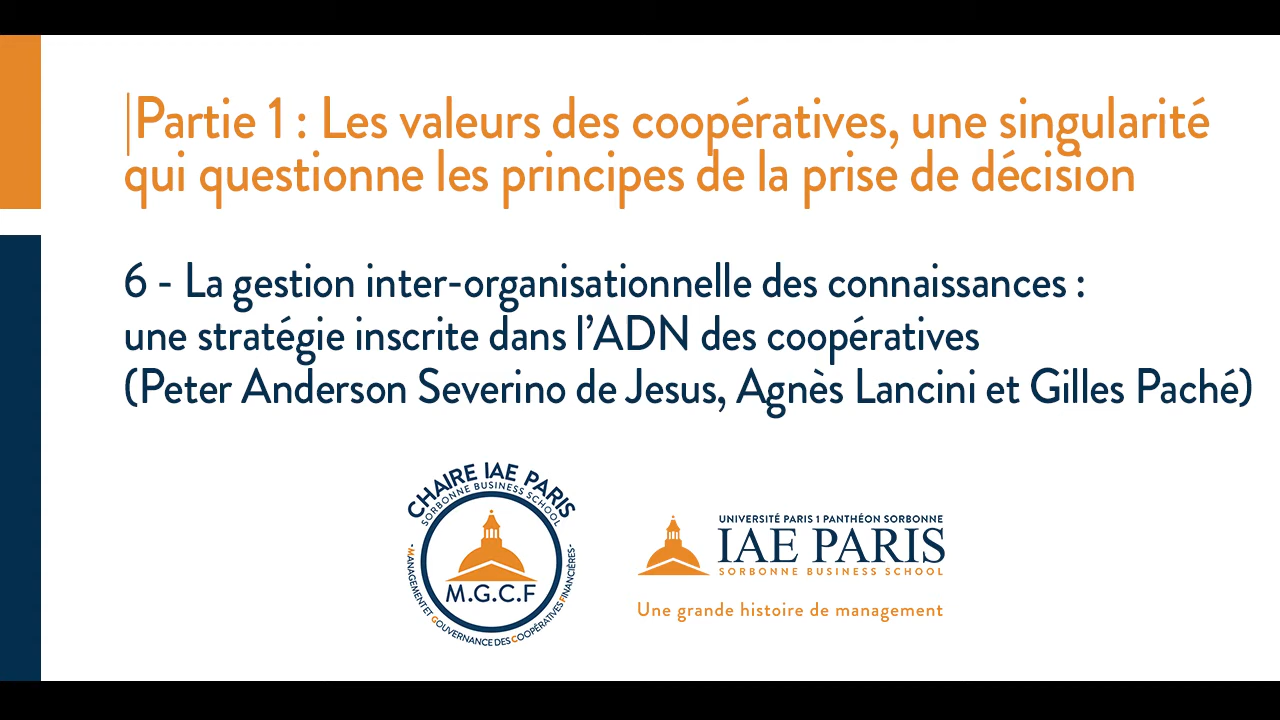 Partie 1 : Les valeurs des coopératives, une singularité
qui questionne les principes de la prise de décision
6 - La gestion inter-organisationnelle des connaissances :
une stratégie inscrite dans l’ADN des coopératives
(Peter Anderson Severino de Jesus, Agnès Lancini et Gilles Paché)
CHAIRE IAE PARIS
SORBONNE BUSINESS SCHOOL
M.G.C.F
-MANAGEMENT ET GOUVERNANCE DES COOPÉRATIVES FINANCIÈRES-
UNIVERSITÉ PARIS 1 PANTHÉON SORBONNE
IAE PARIS
SORBONNE BUSINESS SCHOOL
Une grande histoire de management